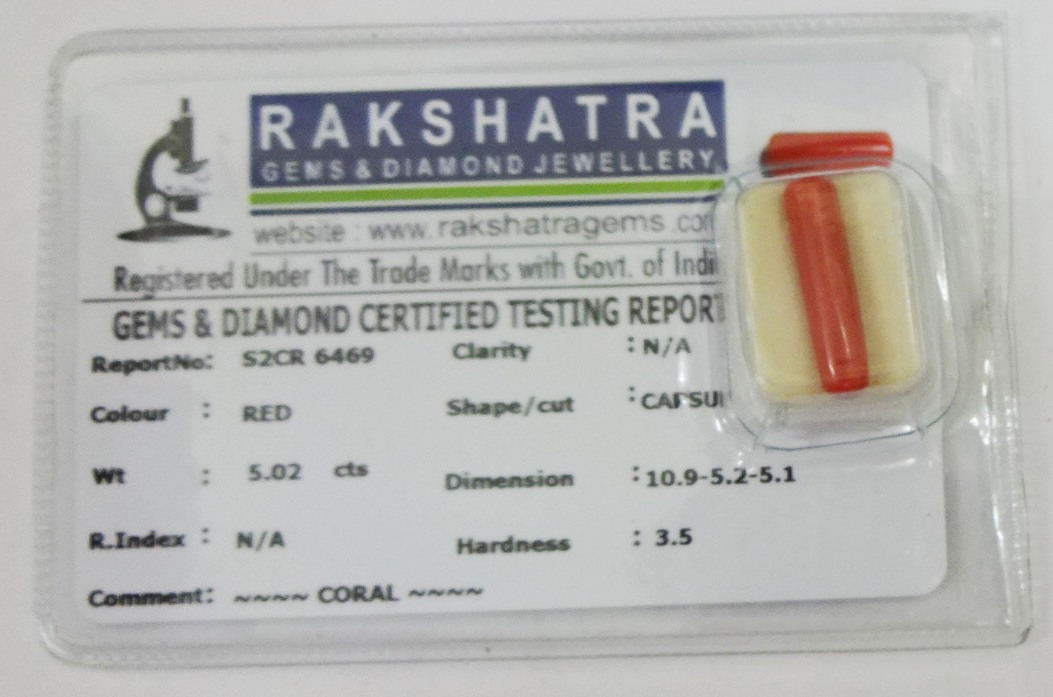 RAKSHATRA
GEMS & DIAMOND JEWELLERY
website : www. rakshatragems .co
Registered Under The Trade Marks with Govt. of Indi
GEMS & DIAMOND CERTIFIED TESTING REPORT
ReportNo: S2CR 6469 Clarity : N/A
Colour : RED Shape/cut : CAPSUL
Wt : 5.02 cts Dimension : 10.9-5.2-5.1
R.Index : N/A Hardness : 3.5
Comment: ~~~~ CORAL ~~~~